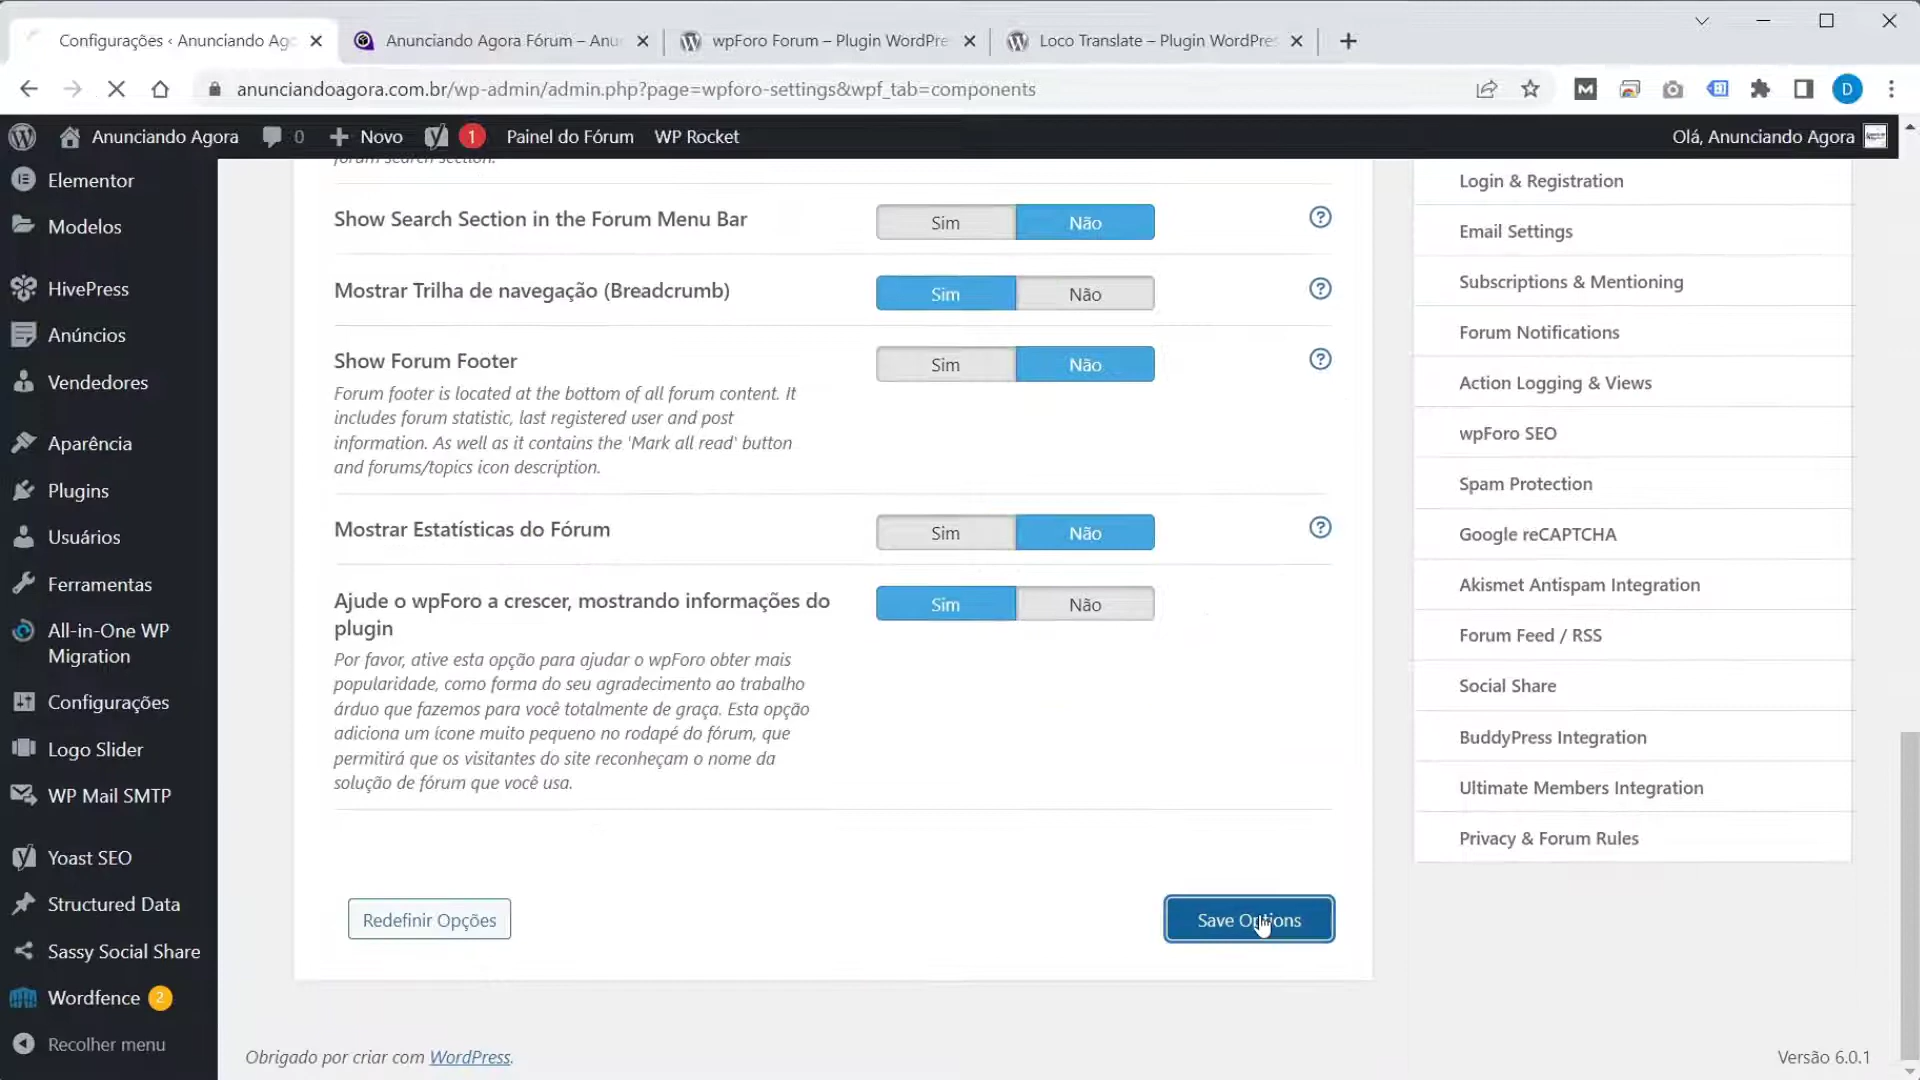 Configurações ‹ Anunciando Ag
Anunciando Agora Fórum – Anu
wpForo Forum – Plugin WordPre
Loco Translate – Plugin WordPres
anunciandoagora.com.br/wp-admin/admin.php?page=wpforo-settings&wpf_tab=components
D
Anunciando Agora
0
Novo
1
Painel do Fórum
WP Rocket
Olá, Anunciando Agora
Elementor
Modelos
HivePress
Anúncios
Vendedores
Aparência
Plugins
Usuários
Ferramentas
All-in-One WP
Migration
Configurações
Logo Slider
WP Mail SMTP
Yoast SEO
Structured Data
Sassy Social Share
Wordfence 2
Recolher menu
forum search section.
Show Search Section in the Forum Menu Bar
Sim Não
Mostrar Trilha de navegação (Breadcrumb)
Sim Não
Show Forum Footer
Sim Não
Forum footer is located at the bottom of all forum content. It
includes forum statistic, last registered user and post
information. As well as it contains the 'Mark all read' button
and forums/topics icon description.
Mostrar Estatísticas do Fórum
Sim Não
Ajude o wpForo a crescer, mostrando informações do
plugin
Sim Não
Por favor, ative esta opção para ajudar o wpForo obter mais
popularidade, como forma do seu agradecimento ao trabalho
árduo que fazemos para você totalmente de graça. Esta opção
adiciona um ícone muito pequeno no rodapé do fórum, que
permitirá que os visitantes do site reconheçam o nome da
solução de fórum que você usa.
Redefinir Opções
Save Options
Login & Registration
Email Settings
Subscriptions & Mentioning
Forum Notifications
Action Logging & Views
wpForo SEO
Spam Protection
Google reCAPTCHA
Akismet Antispam Integration
Forum Feed / RSS
Social Share
BuddyPress Integration
Ultimate Members Integration
Privacy & Forum Rules
Obrigado por criar com WordPress.
Versão 6.0.1